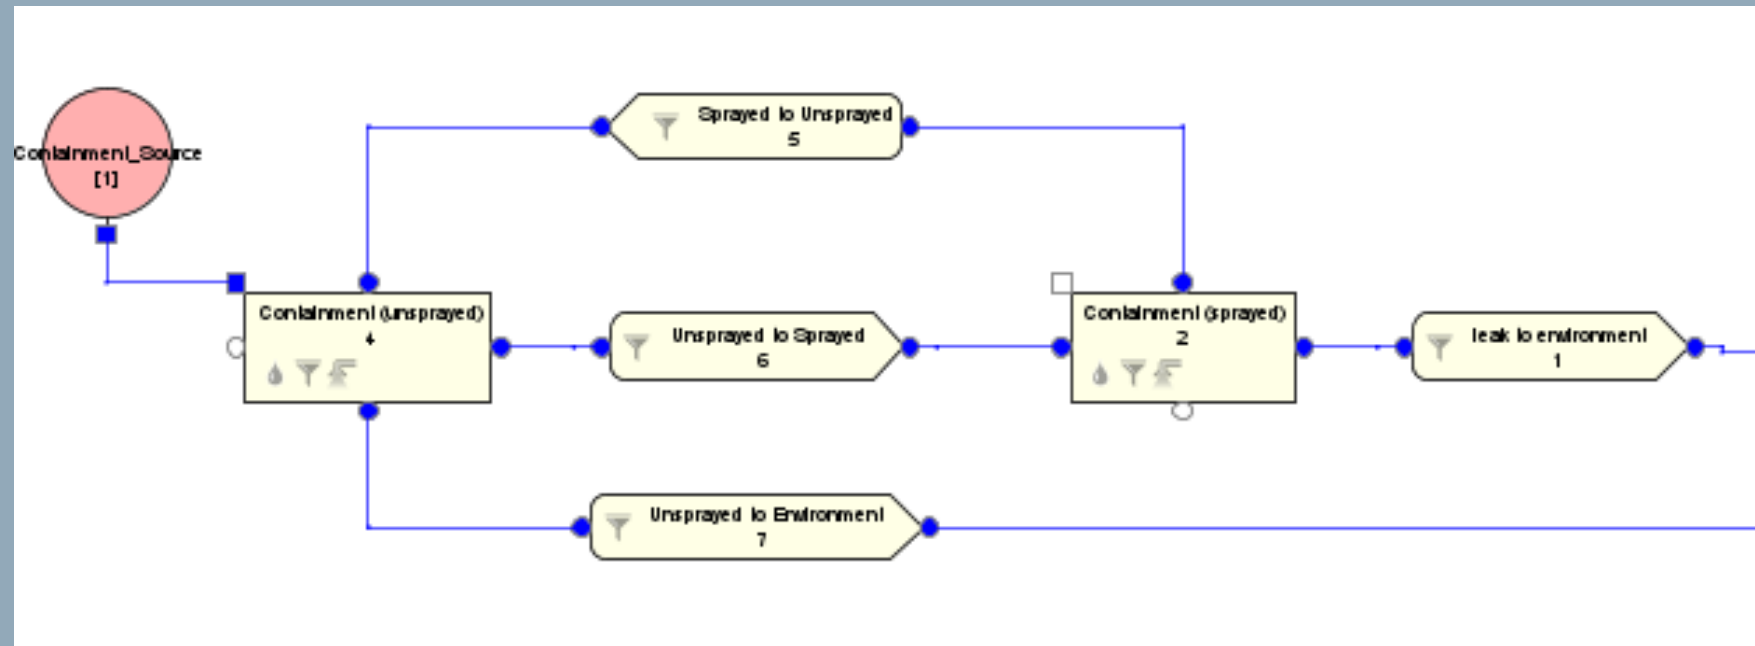 Containment_Source
[1]
Sprayed to Unsprayed
5
Containment (unsprayed)
4
Unsprayed to Sprayed
6
Containment (sprayed)
2
leak to environment
1
Unsprayed to Environment
7